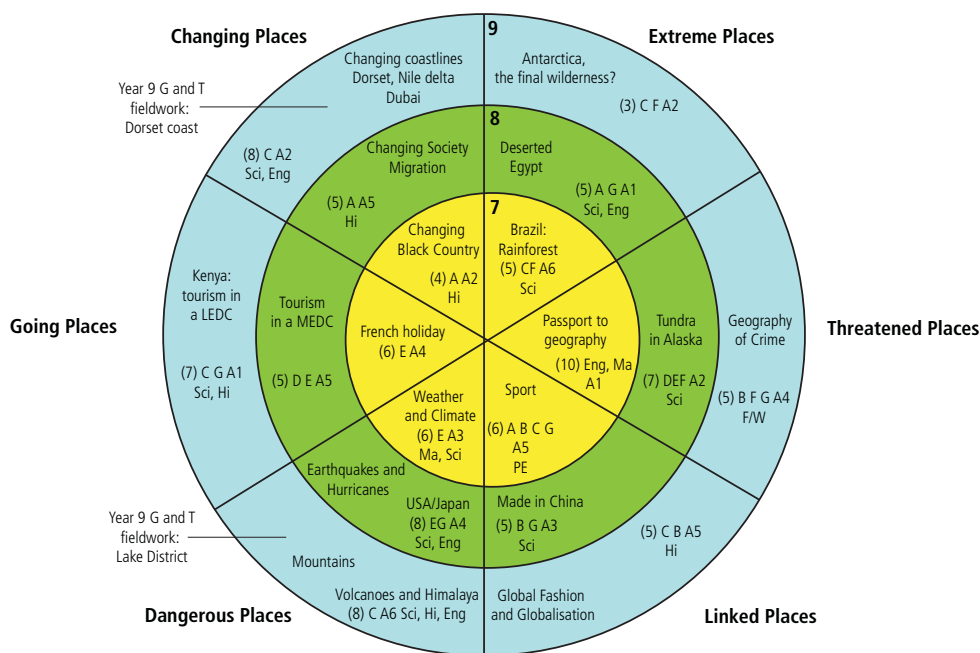 Changing Places
9
Extreme Places
Changing coastlines
Dorset, Nile delta
Dubai
Antarctica,
the final wilderness?
Year 9 G and T
fieldwork:
Dorset coast
(3) C F A2
8
(8) C A2
Sci, Eng
Changing Society
Migration
Deserted
Egypt
(5) A A5
Hi
(5) A G A1
Sci, Eng
7
Changing
Black Country
(4) A A2
Hi
Brazil:
Rainforest
(5) CF A6
Sci
Going Places
Kenya:
tourism in
a LEDC
(7) C G A1
Sci, Hi
Tourism
in a MEDC
(5) D E A5
French holiday
(6) E A4
Passport to
geography
(10) Eng, Ma
A1
Tundra
in Alaska
(7) DEF A2
Sci
Geography
of Crime
(5) B F G A4
F/W
Threatened Places
Weather
and Climate
(6) E A3
Ma, Sci
Sport
(6) A B C G
A5
PE
Earthquakes and
Hurricanes
USA/Japan
(8) EG A4
Sci, Eng
Made in China
(5) B G A3
Sci
(5) C B A5
Hi
Year 9 G and T
fieldwork:
Lake District
Mountains
Volcanoes and Himalaya
(8) C A6 Sci, Hi, Eng
Global Fashion
and Globalisation
Dangerous Places
Linked Places